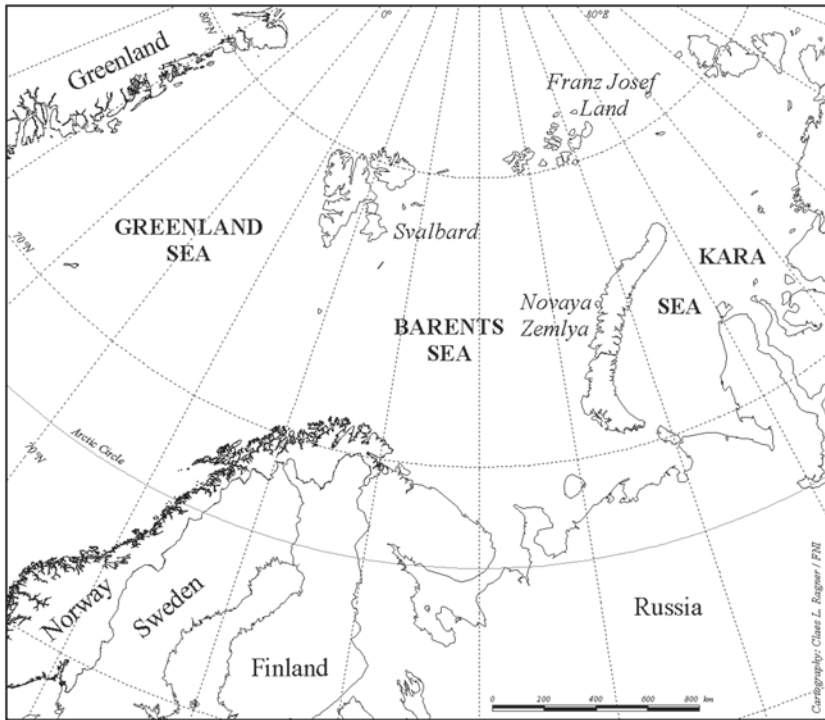 80°N
0°
80°E
Greenland
Franz Josef
Land
GREENLAND
SEA
Svalbard
KARA
SEA
70°N
Novaya
Zemlya
BARENTS
SEA
Arctic Circle
70°N
Norway
Sweden
Finland
Russia
0 200 400 600 800 km
Cartography: Claes L. Ragner / FNI